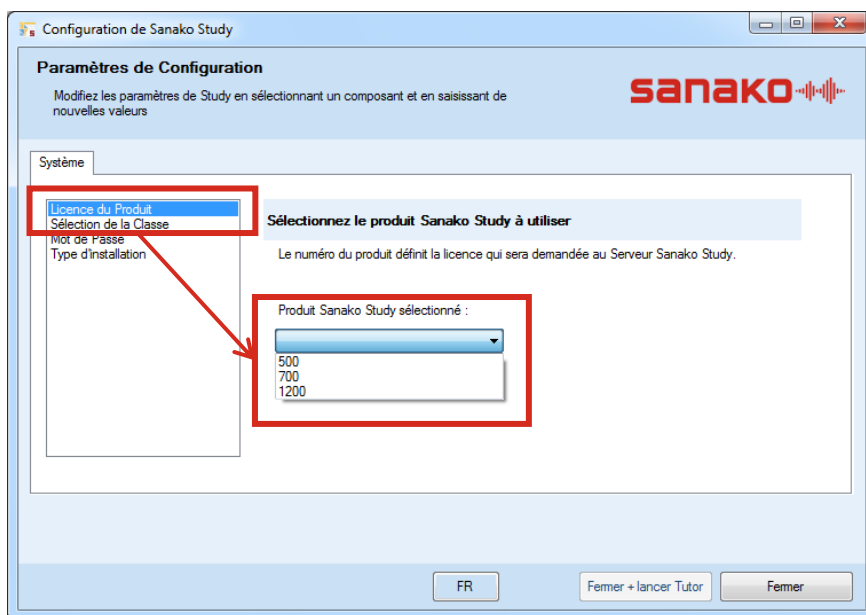 Configuration de Sanako Study
Paramètres de Configuration
Modifiez les paramètres de Study en sélectionnant un composant et en saisissant de
nouvelles valeurs
sanako
Système
Licence du Produit
Sélection de la Classe
Mot de Passe
Type d'installation
Sélectionnez le produit Sanako Study à utiliser
Le numéro du produit définit la licence qui sera demandée au Serveur Sanako Study.
Produit Sanako Study sélectionné :
500
700
1200
FR
Fermer + lancer Tutor
Fermer